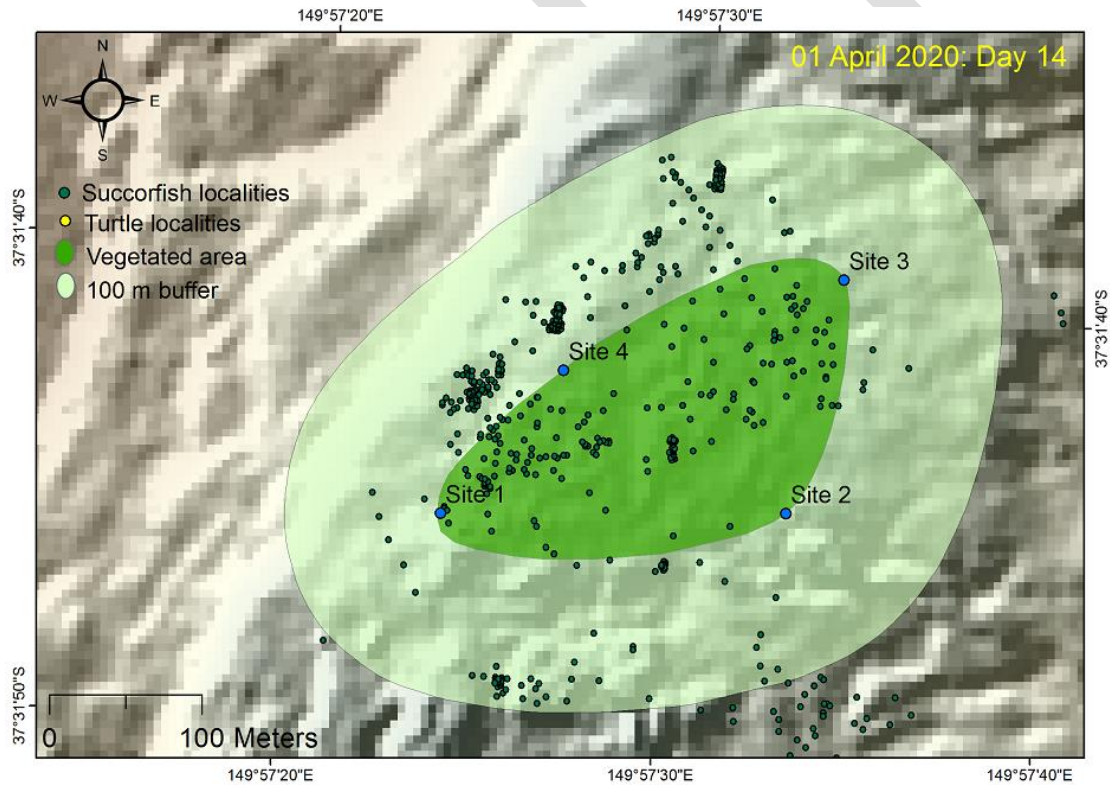 149°57'20"E
149°57'30"E
01 April 2020: Day 14
N
W
E
S
Succorfish localities
Turtle localities
Vegetated area
100 m buffer
37°31'40"S
37°31'40"S
Site 3
Site 4
Site 1
Site 2
37°31'50"S
0
100 Meters
149°57'20"E
149°57'30"E
149°57'40"E